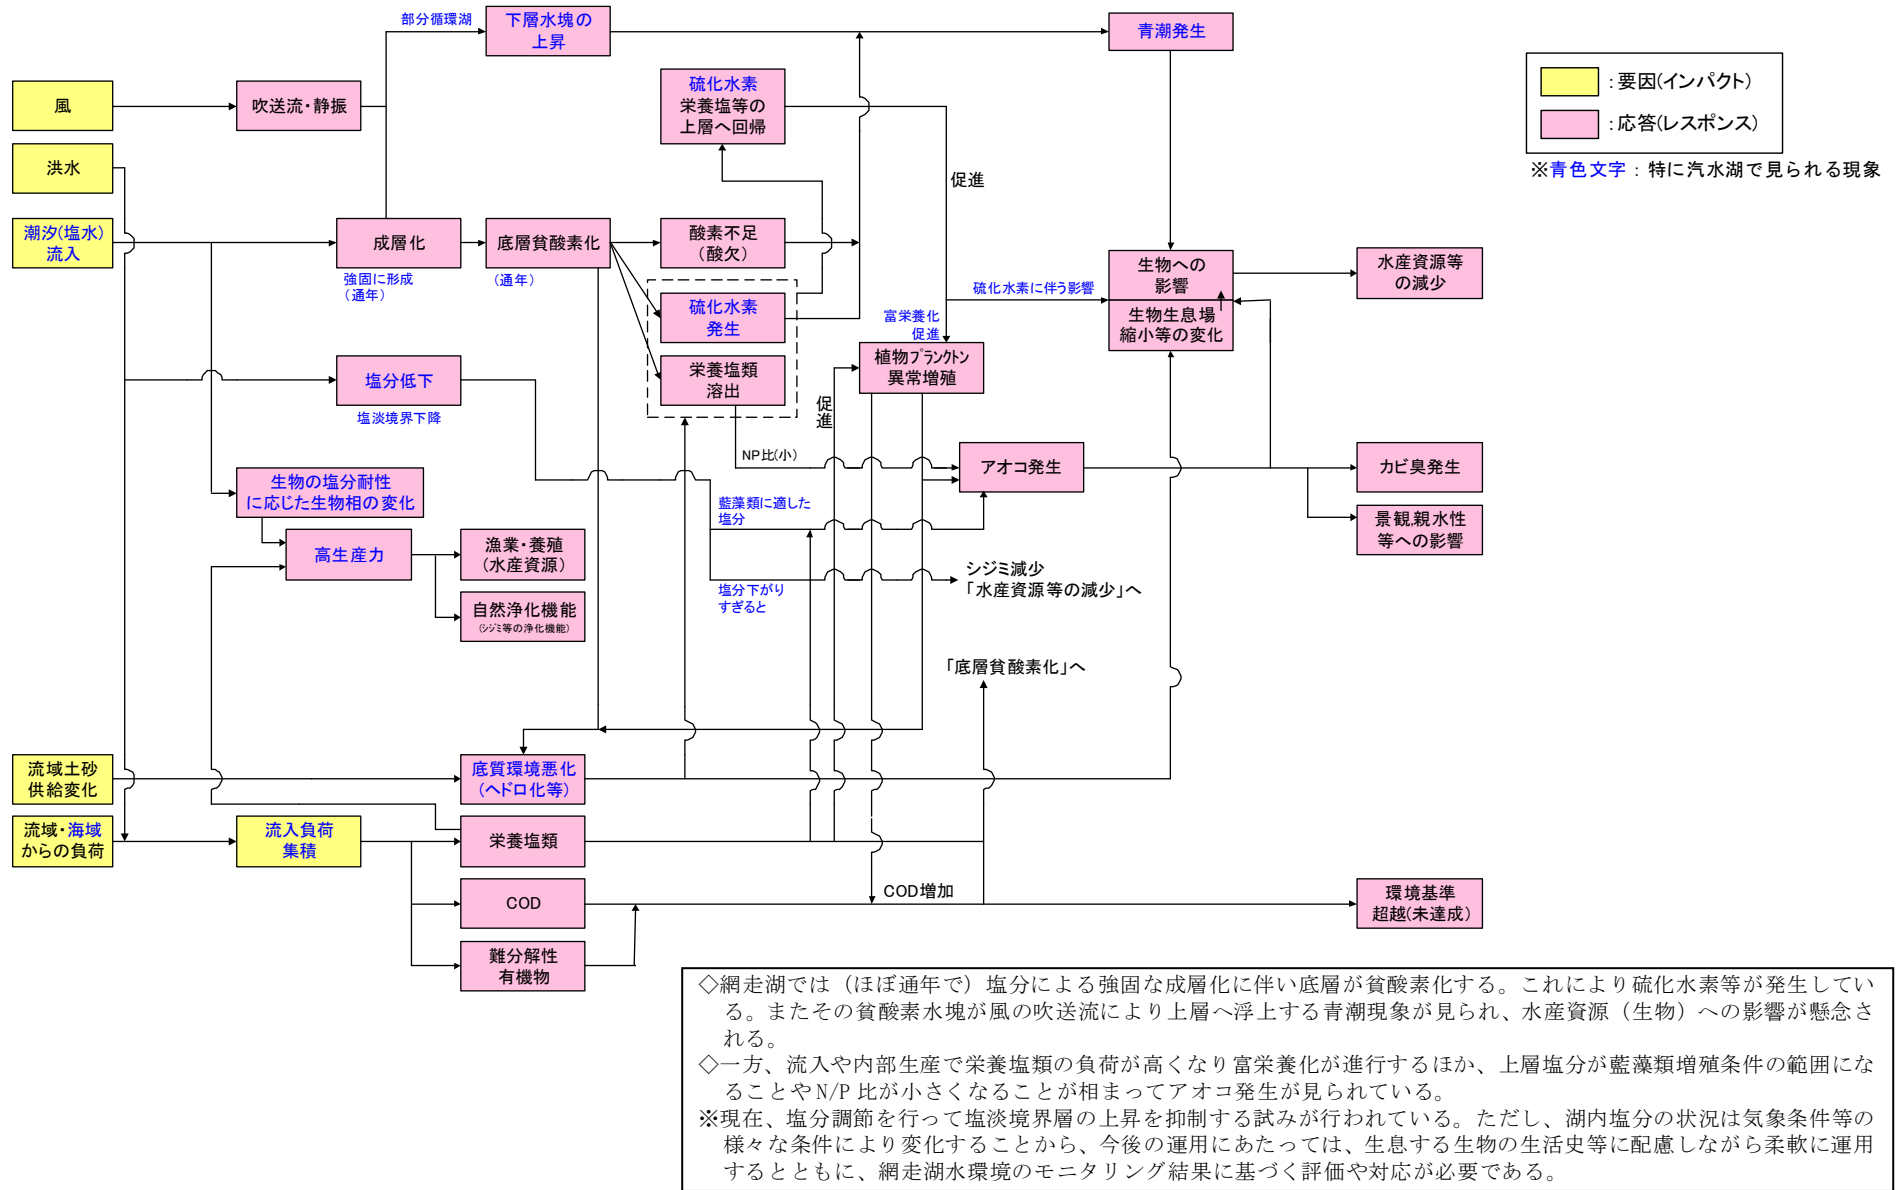 部分循環湖
下層水塊の
上昇
青潮発生
:要因(インパクト)
:応答(レスポンス)
※青色文字：特に汽水湖で見られる現象
風
吹送流・静振
硫化水素
栄養塩等の
上層へ回帰
洪水
促進
潮汐(塩水)
流入
成層化
強固に形成
(通年)
底層貧酸素化
(通年)
酸素不足
(酸欠)
硫化水素
発生
栄養塩類
溶出
生物への
影響
生物生息場
縮小等の変化
水産資源等
の減少
硫化水素に伴う影響
富栄養化
促進
植物プランクトン
異常増殖
塩分低下
塩淡境界下降
促進
NP比(小)
アオコ発生
カビ臭発生
景観,親水性
等への影響
生物の塩分耐性
に応じた生物相の変化
藍藻類に適した
塩分
高生産力
漁業・養殖
(水産資源)
自然浄化機能
(シジミ等の浄化機能)
塩分下がり
すぎると
シジミ減少
「水産資源等の減少」へ
「底層貧酸素化」へ
流域土砂
供給変化
底質環境悪化
(ヘドロ化等)
流域・海域
からの負荷
流入負荷
集積
栄養塩類
COD
COD増加
環境基準
超越(未達成)
難分解性
有機物
◇網走湖では（ほぼ通年で）塩分による強固な成層化に伴い底層が貧酸素化する。これにより硫化水素等が発生してい
る。またその貧酸素水塊が風の吹送流により上層へ浮上する青潮現象が見られ、水産資源（生物）への影響が懸念さ
れる。
◇一方、流入や内部生産で栄養塩類の負荷が高くなり富栄養化が進行するほか、上層塩分が藍藻類増殖条件の範囲にな
ることやN/P比が小さくなることが相まってアオコ発生が見られている。
※現在、塩分調節を行って塩淡境界層の上昇を抑制する試みが行われている。ただし、湖内塩分の状況は気象条件等の
様々な条件により変化することから、今後の運用にあたっては、生息する生物の生活史等に配慮しながら柔軟に運用
するとともに、網走湖水環境のモニタリング結果に基づく評価や対応が必要である。